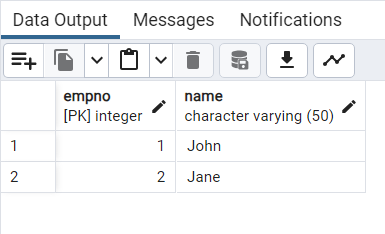 Data Output Messages Notifications
empno name
[PK] integer character varying (50)
1 1 John
2 2 Jane